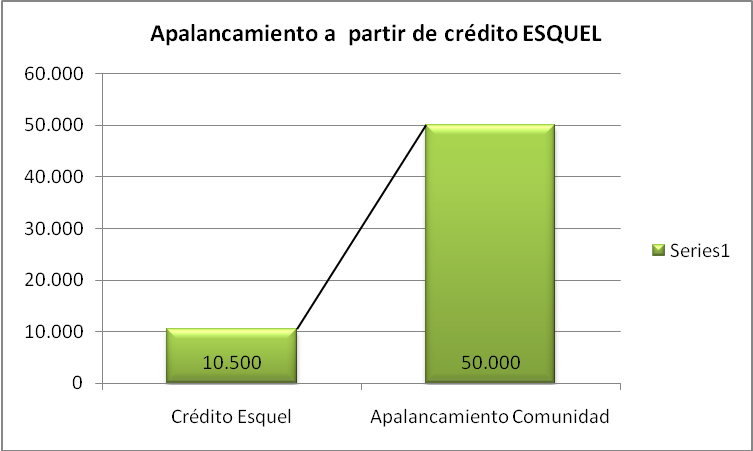 Apalancamiento a  partir de crédito ESQUEL
60.000
50.000
40.000
30.000
20.000
10.000
0
10.500
50.000
Crédito Esquel
Apalancamiento Comunidad
Series1